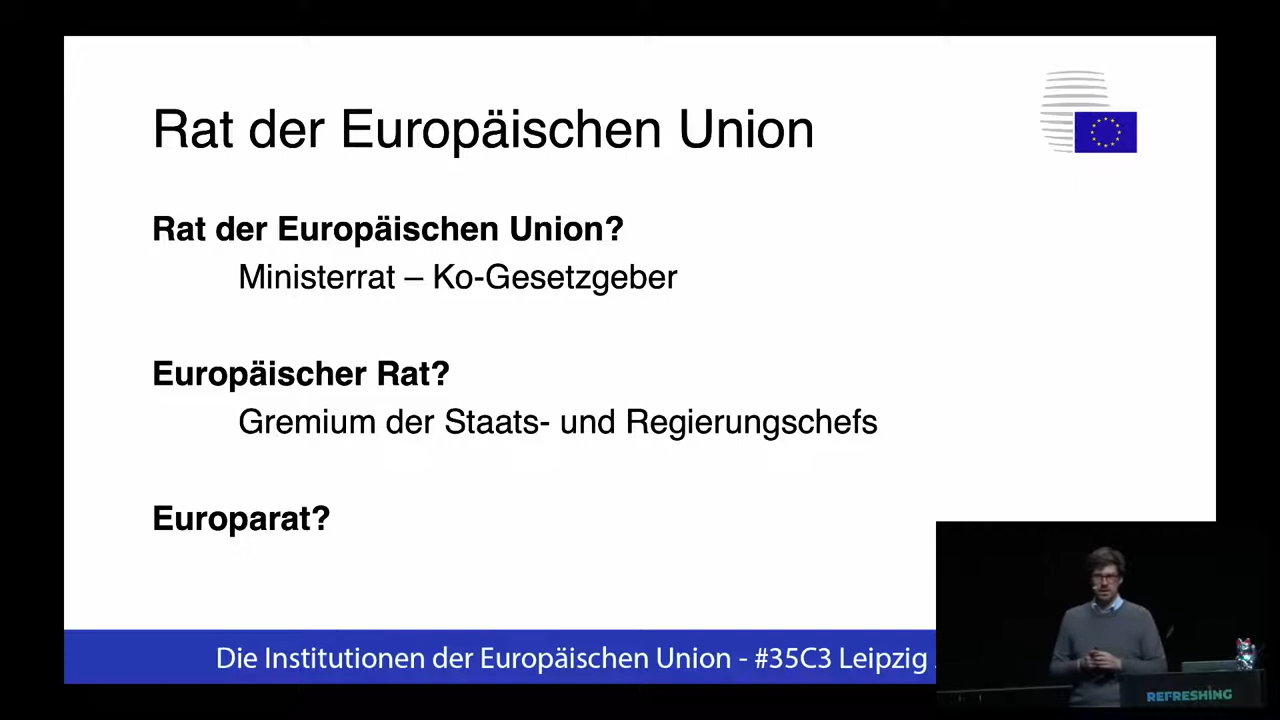 Rat der Europäischen Union
Rat der Europäischen Union?
Ministerrat – Ko-Gesetzgeber
Europäischer Rat?
Gremium der Staats- und Regierungschefs
Europarat?
Die Institutionen der Europäischen Union - #35C3 Leipzig
REFRESHING